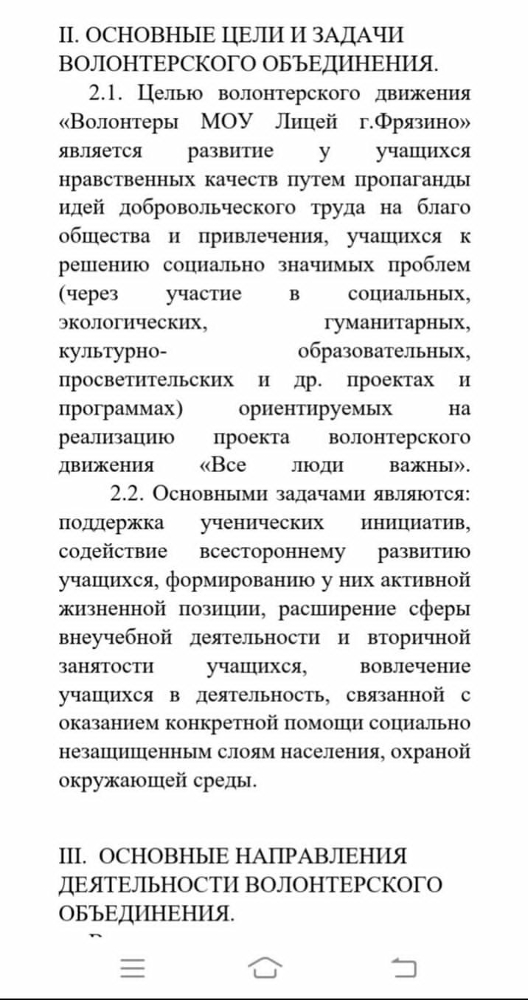 II. ОСНОВНЫЕ ЦЕЛИ И ЗАДАЧИ
ВОЛОНТЕРСКОГО ОБЪЕДИНЕНИЯ.
2.1. Целью волонтерского движения
«Волонтеры МОУ Лицей г.Фрязино»
является развитие у учащихся
нравственных качеств путем пропаганды
идей добровольческого труда на благо
общества и привлечения, учащихся к
решению социально значимых проблем
(через участие в социальных,
экологических, гуманитарных,
культурно- образовательных,
просветительских и др. проектах и
программах) ориентируемых на
реализацию проекта волонтерского
движения «Все люди важны».
2.2. Основными задачами являются:
поддержка ученических инициатив,
содействие всестороннему развитию
учащихся, формированию у них активной
жизненной позиции, расширение сферы
внеучебной деятельности и вторичной
занятости учащихся, вовлечение
учащихся в деятельность, связанной с
оказанием конкретной помощи социально
незащищенным слоям населения, охраной
окружающей среды.
III. ОСНОВНЫЕ НАПРАВЛЕНИЯ
ДЕЯТЕЛЬНОСТИ ВОЛОНТЕРСКОГО
ОБЪЕДИНЕНИЯ.